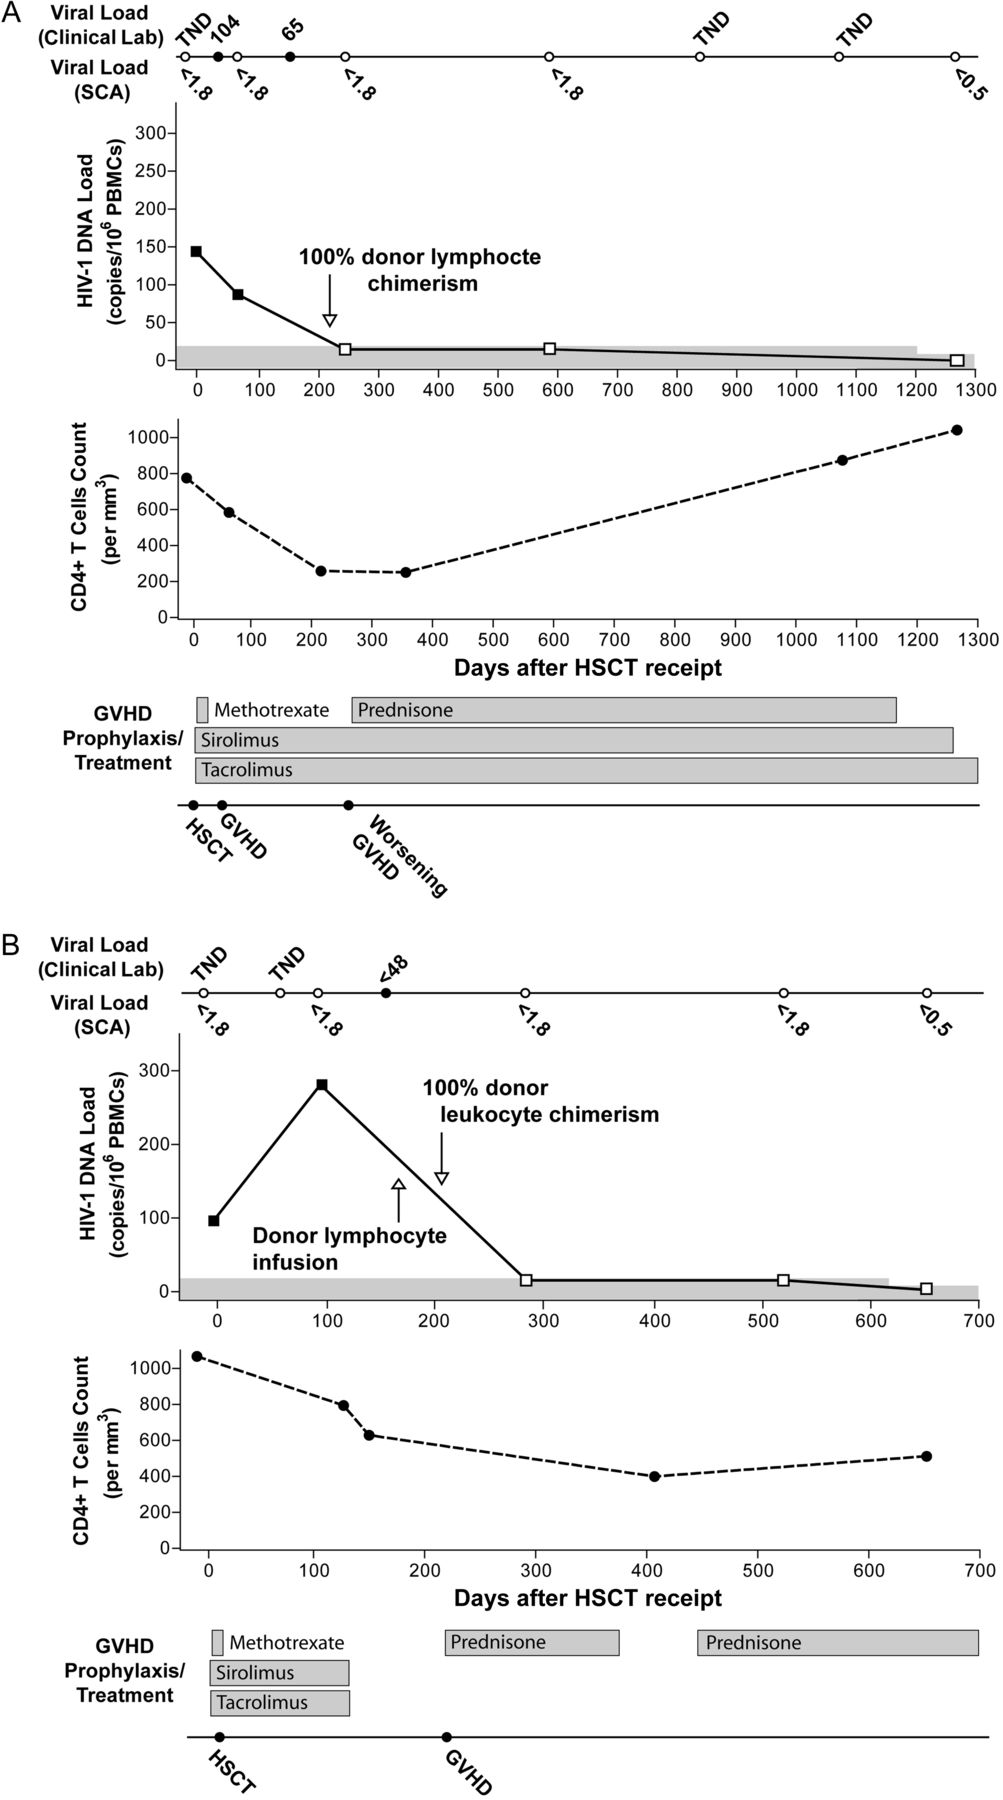 A
Viral Load
(Clinical Lab)
TND
104
65
TND
TND
Viral Load
(SCA)
<1.8
<1.8
<1.8
<1.8
<0.5
HIV-1 DNA Load
(copies/10^6 PBMCs)
300
250
200
150
100
50
0
100% donor lymphocte
chimerism
0 100 200 300 400 500 600 700 800 900 1000 1100 1200 1300
CD4+ T Cells Count
(per mm^3)
1000
800
600
400
200
0
0 100 200 300 400 500 600 700 800 900 1000 1100 1200 1300
Days after HSCT receipt
GVHD
Prophylaxis/
Treatment
Methotrexate
Prednisone
Sirolimus
Tacrolimus
HSCT
GVHD
Worsening
GVHD
B
Viral Load
(Clinical Lab)
TND
TND
<48
Viral Load
(SCA)
<1.8
<1.8
<1.8
<1.8
<0.5
HIV-1 DNA Load
(copies/10^6 PBMCs)
300
200
100
0
100% donor
leukocyte chimerism
Donor lymphocyte
infusion
0 100 200 300 400 500 600 700
CD4+ T Cells Count
(per mm^3)
1000
800
600
400
200
0
0 100 200 300 400 500 600 700
Days after HSCT receipt
GVHD
Prophylaxis/
Treatment
Methotrexate
Prednisone
Prednisone
Sirolimus
Tacrolimus
HSCT
GVHD